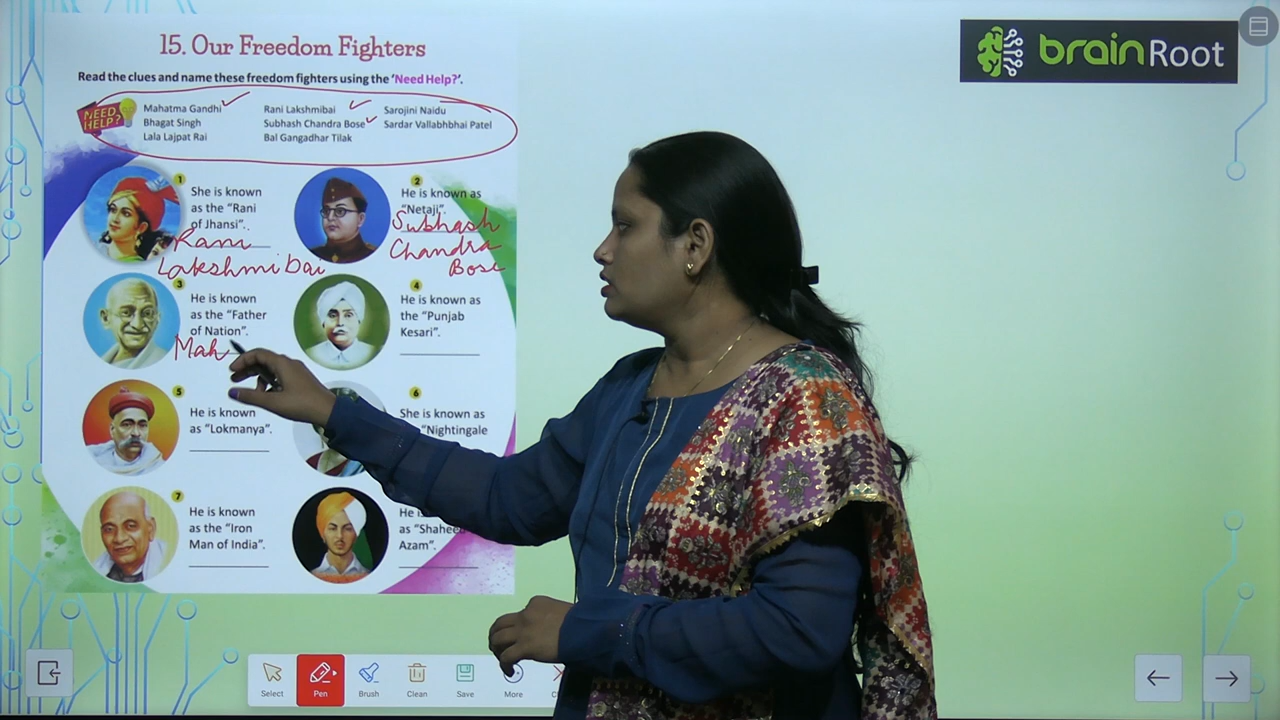 brainRoot
15. Our Freedom Fighters
Read the clues and name these freedom fighters using the 'Need Help?'.
NEED HELP?
Mahatma Gandhi Rani Lakshmibai Sarojini Naidu
Bhagat Singh Subhash Chandra Bose Sardar Vallabhbhai Patel
Lala Lajpat Rai Bal Gangadhar Tilak
1
She is known
as the "Rani
of Jhansi"..
Rani
Lakshmibai
2
He is known as
"Netaji".
Subhash
Chandra
Bose
3
He is known
as the "Father
of Nation".
Mah
4
He is known as
the "Punjab
Kesari".
5
He is known
as "Lokmanya".
6
She is known as
"Nightingale
7
He is known
as the "Iron
Man of India".
He
as "Shaheed
Azam".
Select Pen Brush Clean Save More